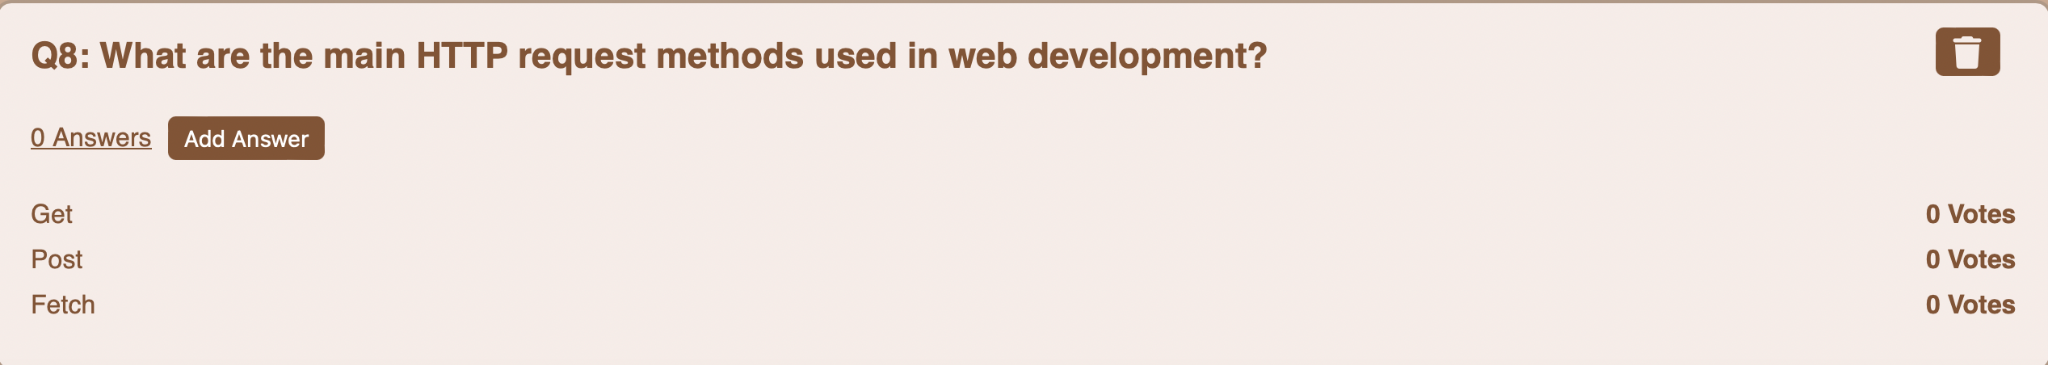 Q8: What are the main HTTP request methods used in web development?
0 Answers Add Answer
Get 0 Votes
Post 0 Votes
Fetch 0 Votes